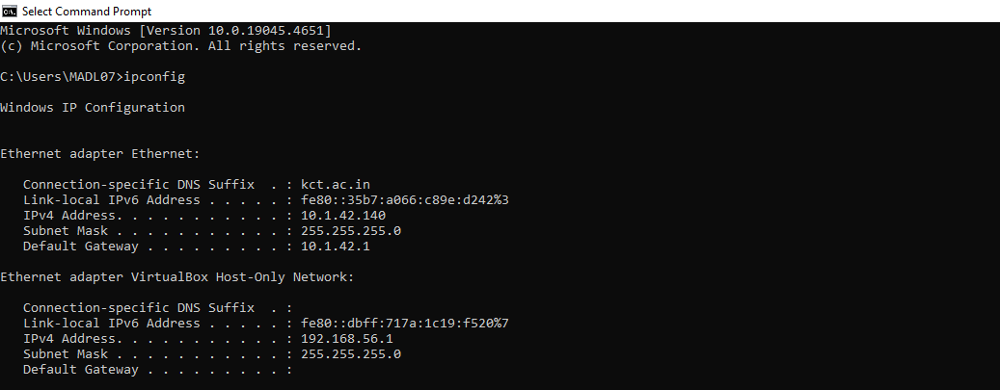 Select Command Prompt
Microsoft Windows [Version 10.0.19045.4651]
(c) Microsoft Corporation. All rights reserved.
C:\Users\MADL07>ipconfig
Windows IP Configuration
Ethernet adapter Ethernet:
   Connection-specific DNS Suffix  . : kct.ac.in
   Link-local IPv6 Address . . . . . : fe80::35b7:a066:c89e:d242%3
   IPv4 Address. . . . . . . . . . . : 10.1.42.140
   Subnet Mask . . . . . . . . . . . : 255.255.255.0
   Default Gateway . . . . . . . . . : 10.1.42.1
Ethernet adapter VirtualBox Host-Only Network:
   Connection-specific DNS Suffix  . :
   Link-local IPv6 Address . . . . . : fe80::dbff:717a:1c19:f520%7
   IPv4 Address. . . . . . . . . . . : 192.168.56.1
   Subnet Mask . . . . . . . . . . . : 255.255.255.0
   Default Gateway . . . . . . . . . :